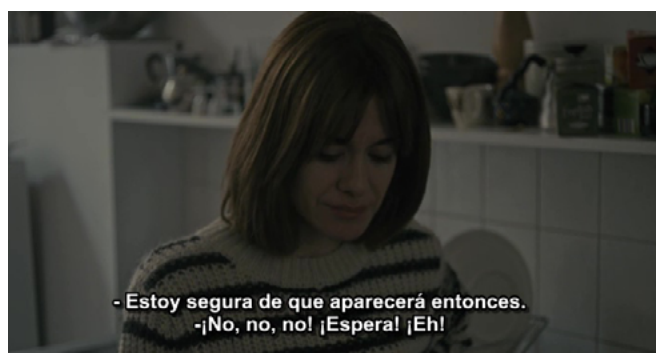 - Estoy segura de que aparecerá entonces.
-¡No, no, no! ¡Espera! ¡Eh!